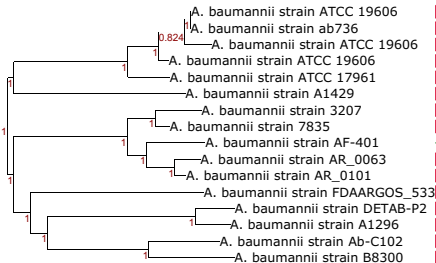 A. baumannii strain ATCC 19606
A. baumannii strain ab736
0.824
A. baumannii strain ATCC 19606
1
A. baumannii strain ATCC 19606
1
A. baumannii strain ATCC 17961
1
A. baumannii strain A1429
1
A. baumannii strain 3207
1
A. baumannii strain 7835
1
1
A. baumannii strain AF-401
A. baumannii strain AR_0063
1
A. baumannii strain AR_0101
1
1
A. baumannii strain FDAARGOS_533
1
A. baumannii strain DETAB-P2
1
A. baumannii strain A1296
1
A. baumannii strain Ab-C102
1
A. baumannii strain B8300